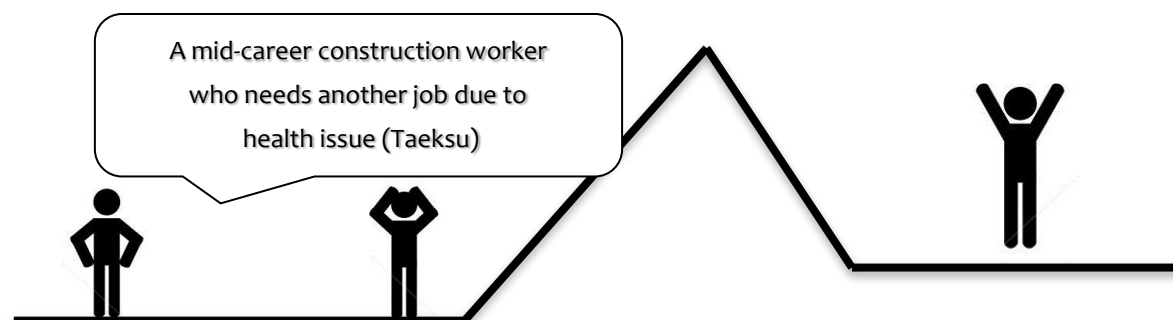 A mid-career construction worker
who needs another job due to
health issue (Taeksu)